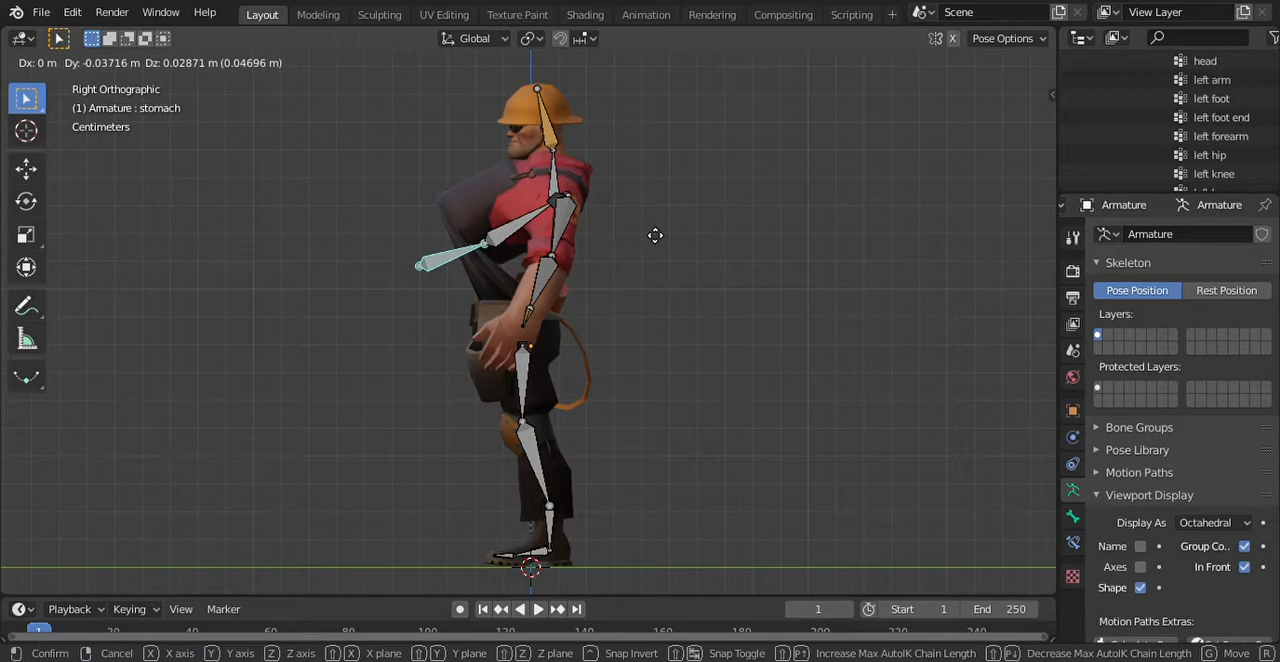 File Edit Render Window Help Layout Modeling Sculpting UV Editing Texture Paint Shading Animation Rendering Compositing Scripting + Scene View Layer
Global X Pose Options
Dx: 0 m Dy: -0.03716 m Dz: 0.02871 m (0.04696 m)
Right Orthographic
(1) Armature : stomach
Centimeters
head
left arm
left foot
left foot end
left forearm
left hip
left knee
Armature Armature
Armature
Skeleton
Pose Position Rest Position
Layers:
Protected Layers:
Bone Groups
Pose Library
Motion Paths
Viewport Display
Display As Octahedral
Name Group Co..
Axes In Front
Shape
Motion Paths Extras:
Playback Keying View Marker 1 Start 1 End 250
1
Confirm Cancel X X axis Y Y axis Z Z axis X X plane Y Y plane Z Z plane Snap Invert Snap Toggle Increase Max AutoIK Chain Length Decrease Max AutoIK Chain Length G Move R